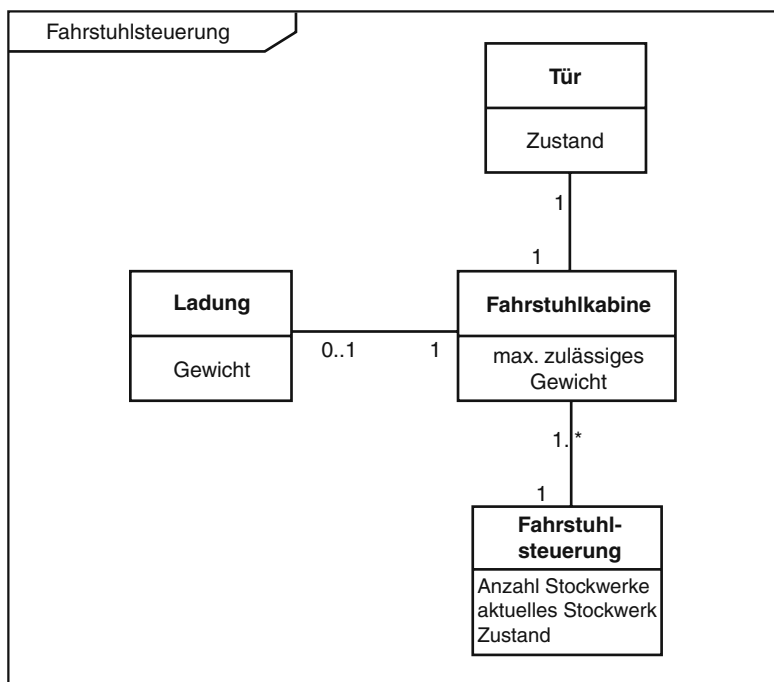 Fahrstuhlsteuerung
Tür
Zustand
1
1
Ladung
Gewicht
0..1
1
Fahrstuhlkabine
max. zulässiges
Gewicht
1..*
1
Fahrstuhl-
steuerung
Anzahl Stockwerke
aktuelles Stockwerk
Zustand